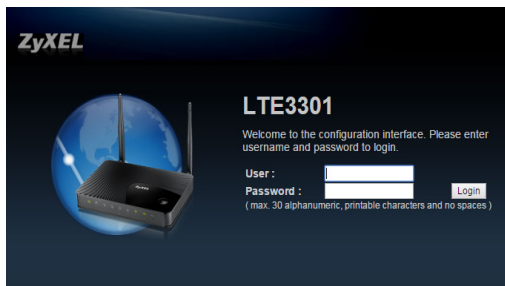 ZyXEL
LTE3301
Welcome to the configuration interface. Please enter
username and password to login.
User :
Password :
Login
( max. 30 alphanumeric, printable characters and no spaces )
ZyXEL